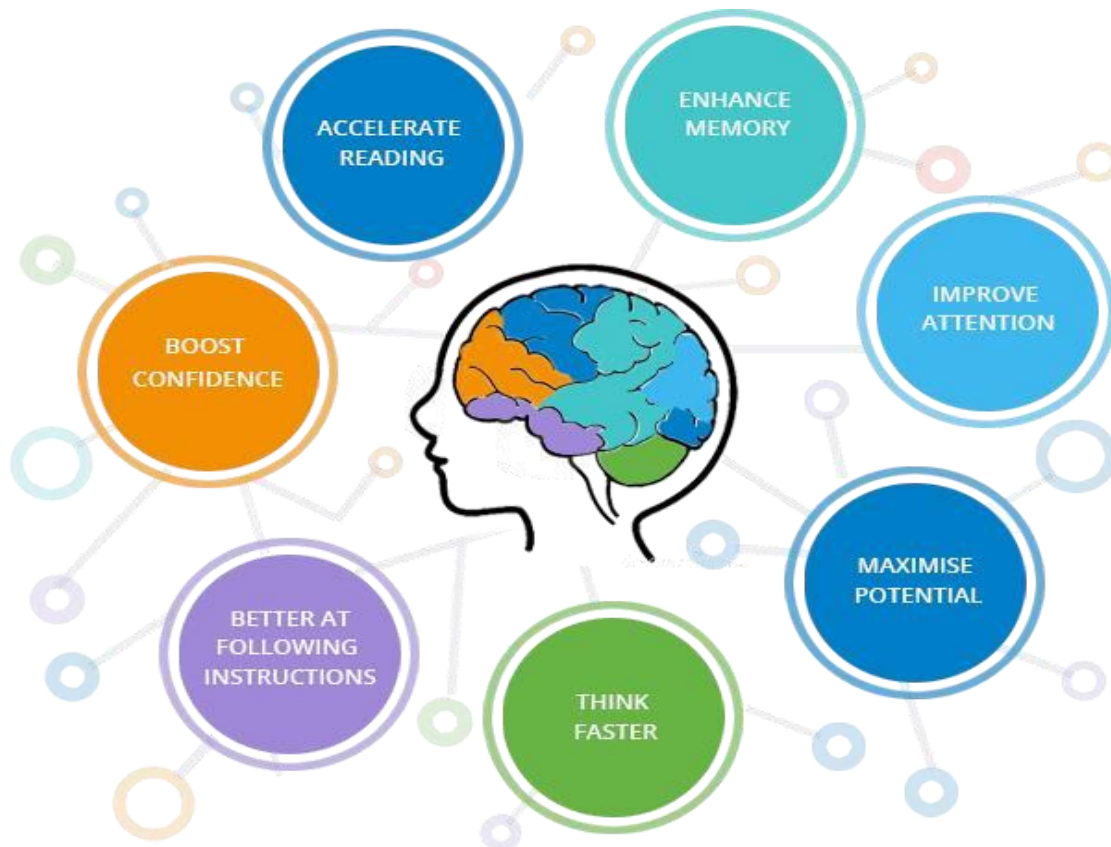 ACCELERATE
READING
ENHANCE
MEMORY
IMPROVE
ATTENTION
BOOST
CONFIDENCE
MAXIMISE
POTENTIAL
BETTER AT
FOLLOWING
INSTRUCTIONS
THINK
FASTER